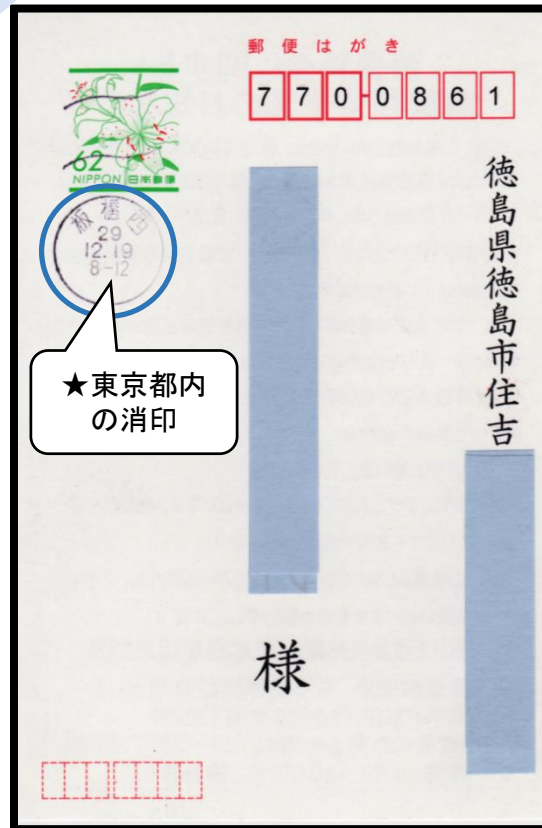 郵便はがき
770-0861
62
NIPPON 日本郵便
板橋西
29
12.19
8-12
★東京都内
の消印
徳島県徳島市住吉
様